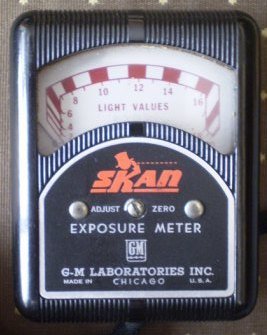 8 10 12 14 16
6
4
LIGHT VALUES
SKAN
ADJUST ZERO
EXPOSURE METER
GM
G-M LABORATORIES INC.
MADE IN CHICAGO U.S.A.